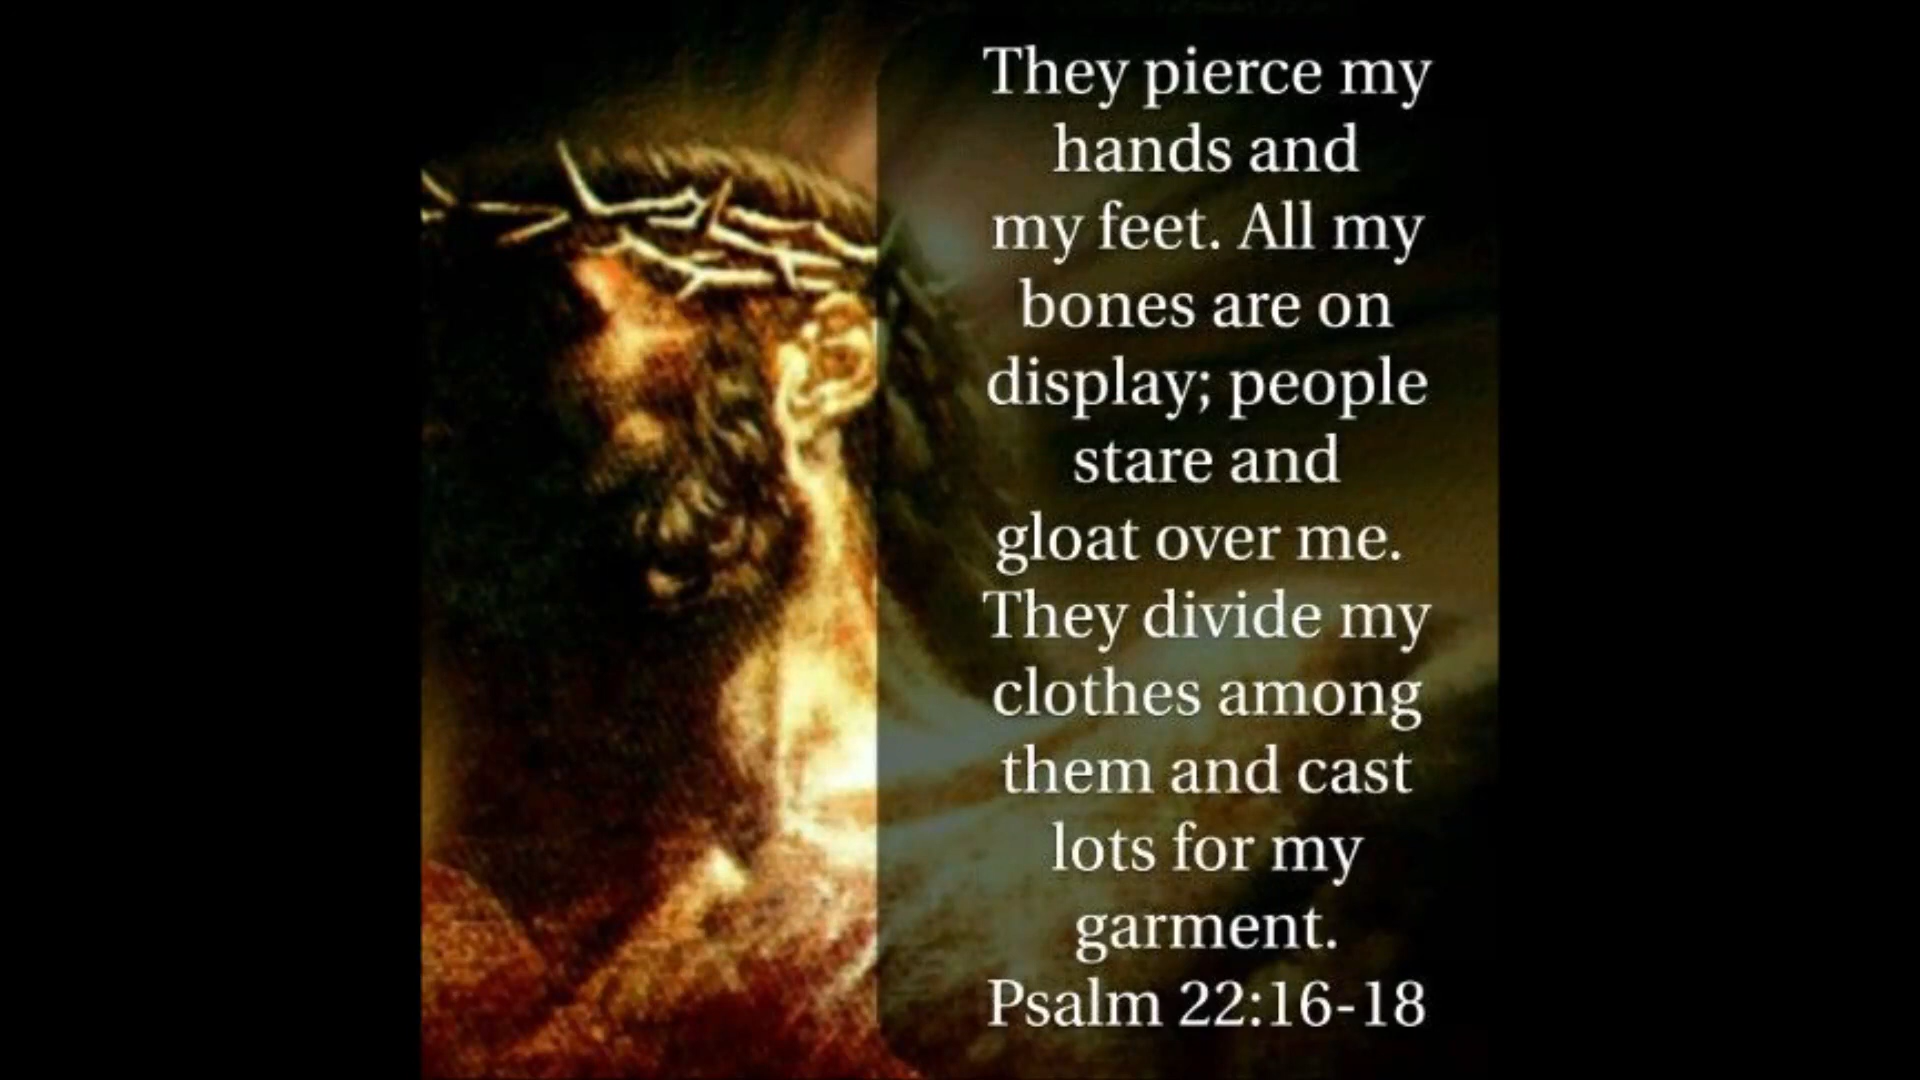 They pierce my
hands and
my feet. All my
bones are on
display; people
stare and
gloat over me.
They divide my
clothes among
them and cast
lots for my
garment.
Psalm 22:16-18